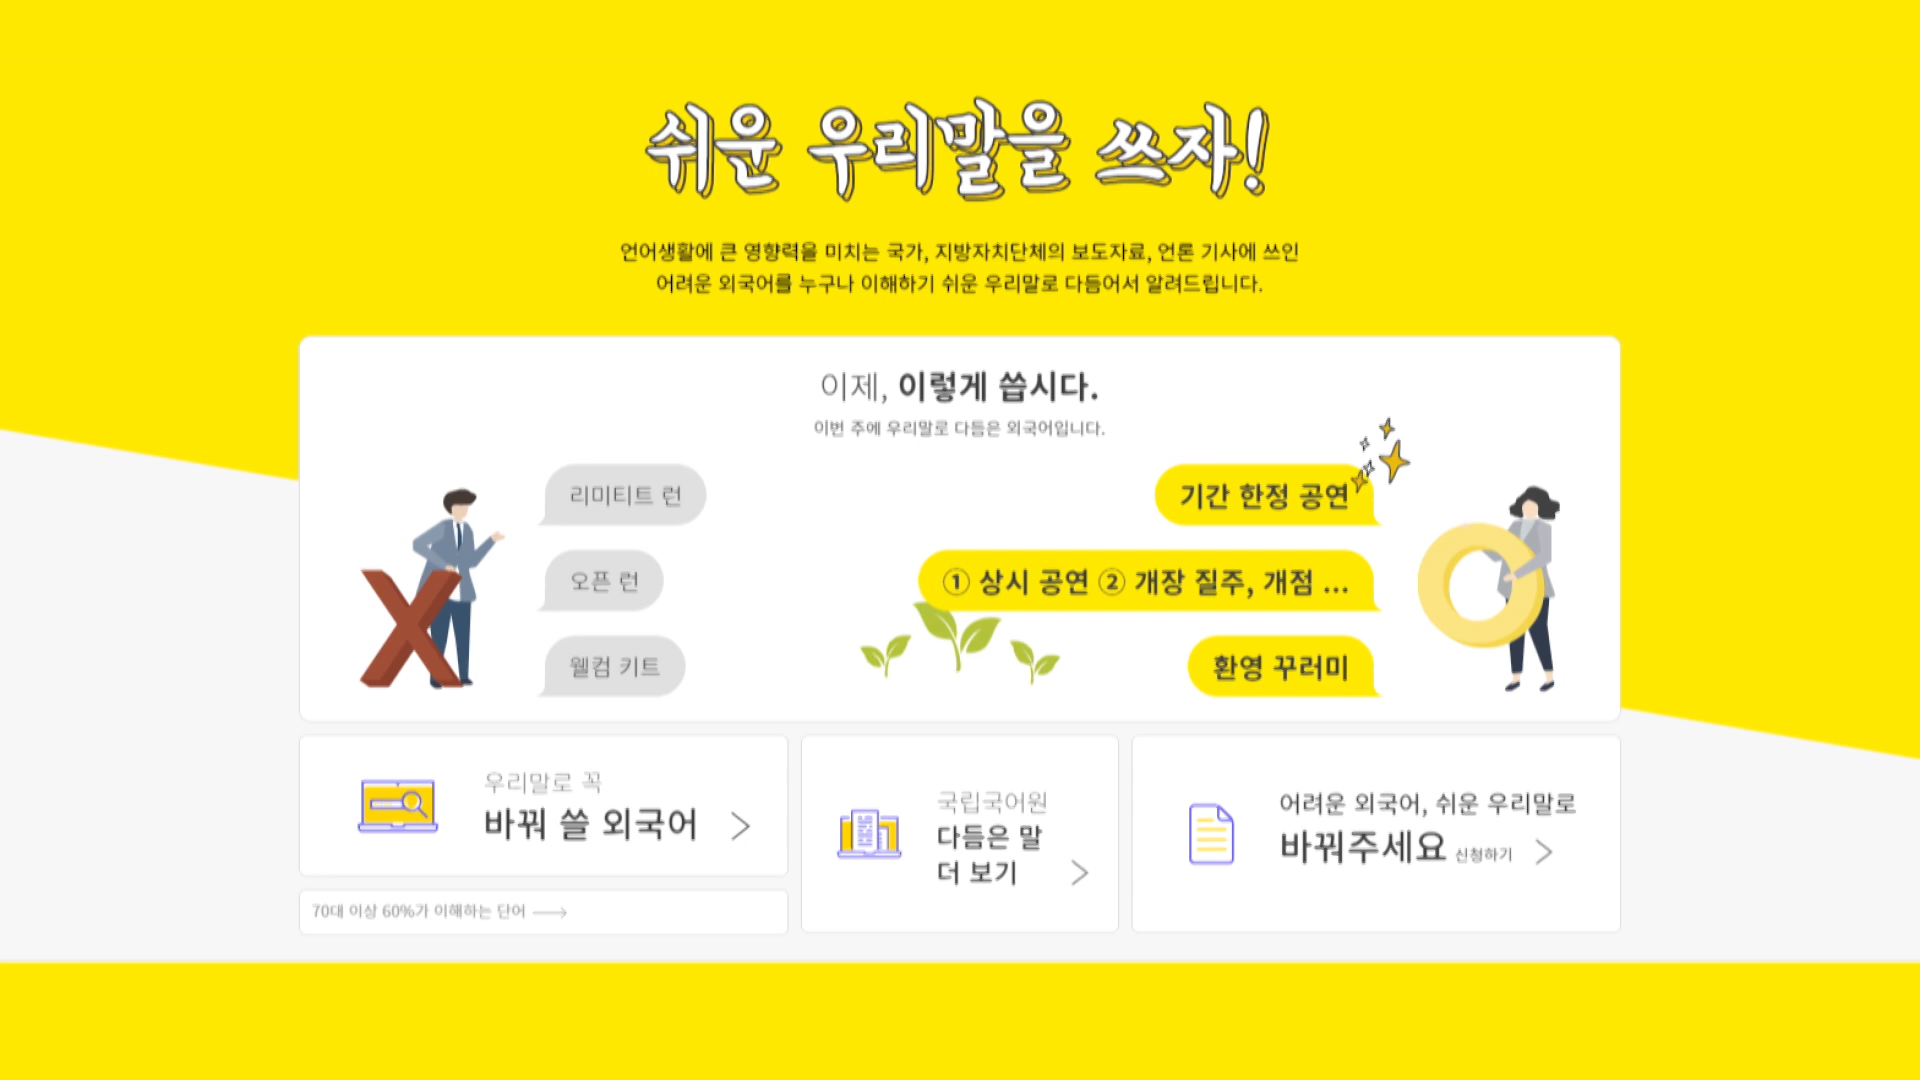 쉬운 우리말을 쓰자!
언어생활에 큰 영향력을 미치는 국가, 지방자치단체의 보도자료, 언론 기사에 쓰인
어려운 외국어를 누구나 이해하기 쉬운 우리말로 다듬어서 알려드립니다.
이제, 이렇게 씁시다.
이번 주에 우리말로 다듬은 외국어입니다.
리미티트 런
기간 한정 공연
오픈 런
① 상시 공연 ② 개장 질주, 개점 ...
웰컴 키트
환영 꾸러미
X
O
우리말로 꼭
바꿔 쓸 외국어
70대 이상 60%가 이해하는 단어
국립국어원
다듬은 말
더 보기
어려운 외국어, 쉬운 우리말로
바꿔주세요 신청하기